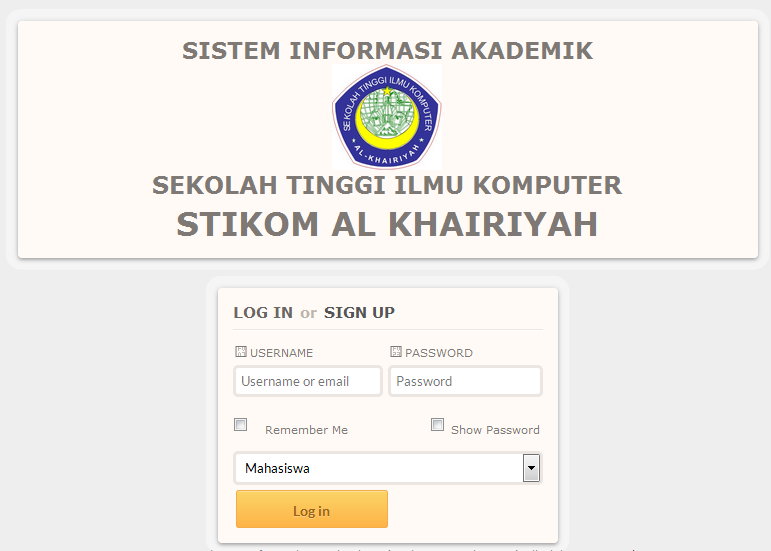 SISTEM INFORMASI AKADEMIK
SEKOLAH TINGGI ILMU KOMPUTER
AL-KHAIRIYAH
SEKOLAH TINGGI ILMU KOMPUTER
STIKOM AL KHAIRIYAH
LOG IN or SIGN UP
USERNAME PASSWORD
Username or email Password
Remember Me Show Password
Mahasiswa
Log in